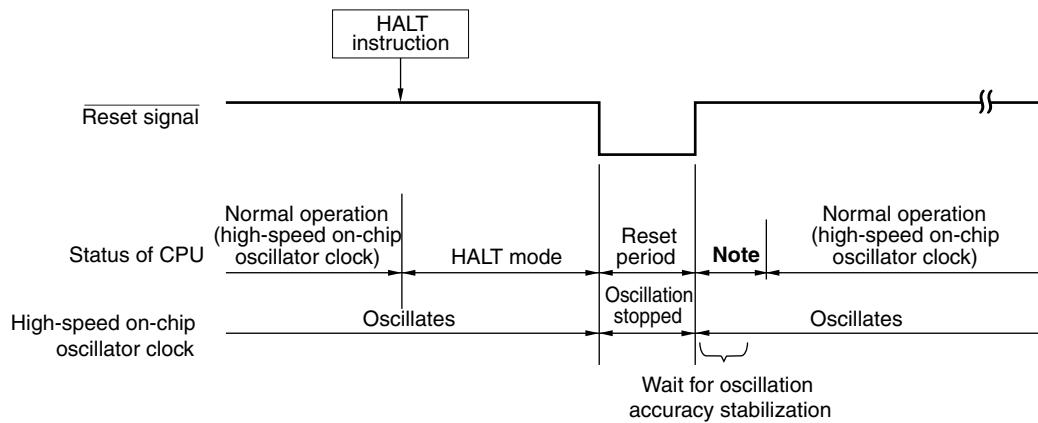 HALT
instruction
Reset signal
Status of CPU
Normal operation
(high-speed on-chip
oscillator clock)
HALT mode
Reset
period
Note
Normal operation
(high-speed on-chip
oscillator clock)
High-speed on-chip
oscillator clock
Oscillates
Oscillation
stopped
Oscillates
Wait for oscillation
accuracy stabilization